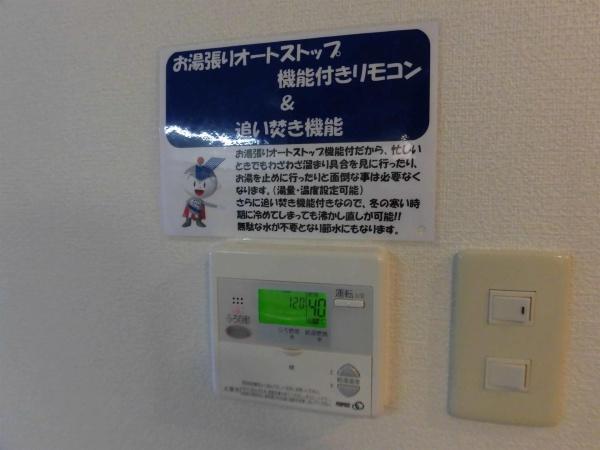 お湯張りオートストップ
機能付きリモコン
&
追い焚き機能
お湯張りオートストップ機能付だから、忙しい
ときでもわざわざ溜まり具合を見に行ったり、
お湯を止めに行ったりと面倒な事は必要なく
なります。(湯量・温度設定可能)
さらに追い焚き機能付きなので、冬の寒い時
期に冷めてしまっても沸かし直しが可能!!
無駄な水が不要となり節水にもなります。
120 40
運転
給湯温度